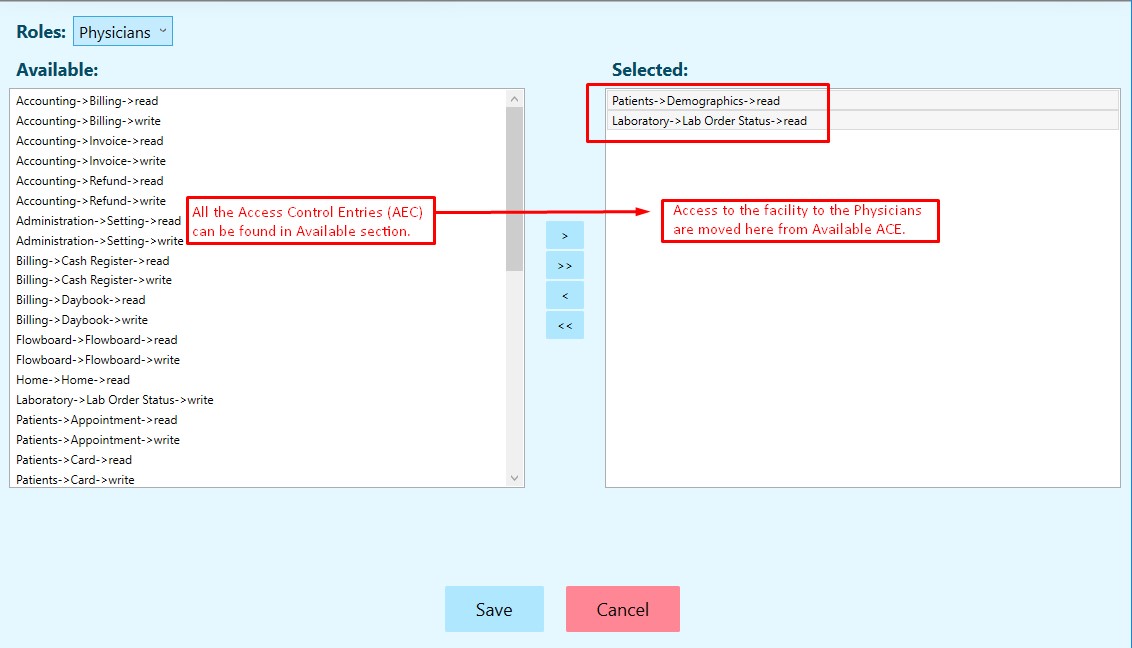 Roles: Physicians
Available:
Selected:
Accounting->Billing->read
Accounting->Billing->write
Accounting->Invoice->read
Accounting->Invoice->write
Accounting->Refund->read
Accounting->Refund->write
Administration->Setting->read
Administration->Setting->write
Billing->Cash Register->read
Billing->Cash Register->write
Billing->Daybook->read
Billing->Daybook->write
Flowboard->Flowboard->read
Flowboard->Flowboard->write
Home->Home->read
Laboratory->Lab Order Status->write
Patients->Appointment->read
Patients->Appointment->write
Patients->Card->read
Patients->Card->write
All the Access Control Entries (AEC)
can be found in Available section.
>
>>
<
<<
Patients->Demographics->read
Laboratory->Lab Order Status->read
Access to the facility to the Physicians
are moved here from Available ACE.
Save
Cancel